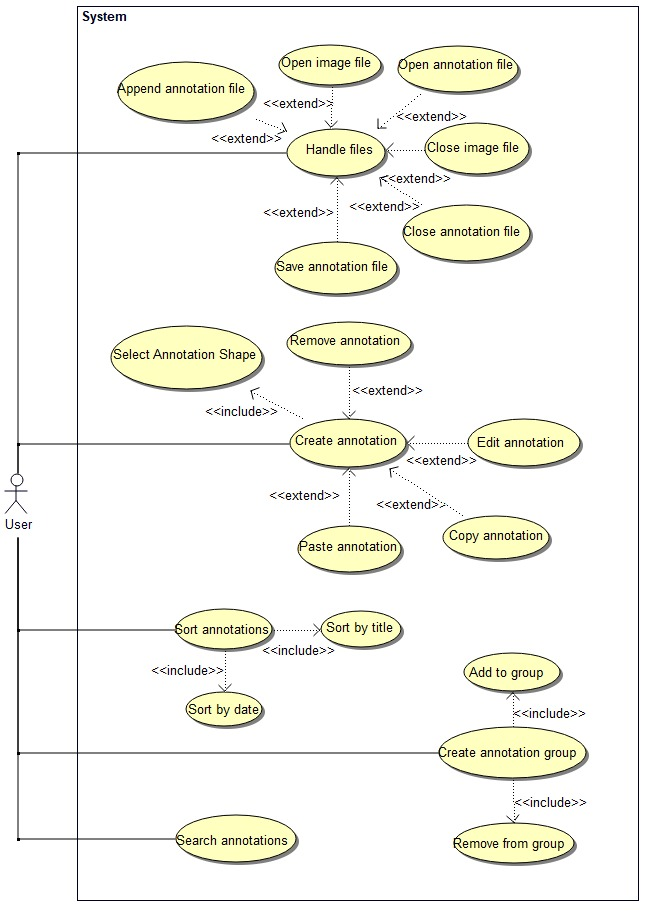 System
Open image file
Open annotation file
Append annotation file
<<extend>>
<<extend>>
<<extend>>
Handle files
Close image file
<<extend>>
<<extend>>
<<extend>>
Close annotation file
Save annotation file
Remove annotation
Select Annotation Shape
<<extend>>
<<include>>
Create annotation
Edit annotation
<<extend>>
<<extend>>
<<extend>>
Copy annotation
Paste annotation
User
Sort annotations
Sort by title
<<include>>
<<include>>
Add to group
Sort by date
<<include>>
Create annotation group
<<include>>
Search annotations
Remove from group